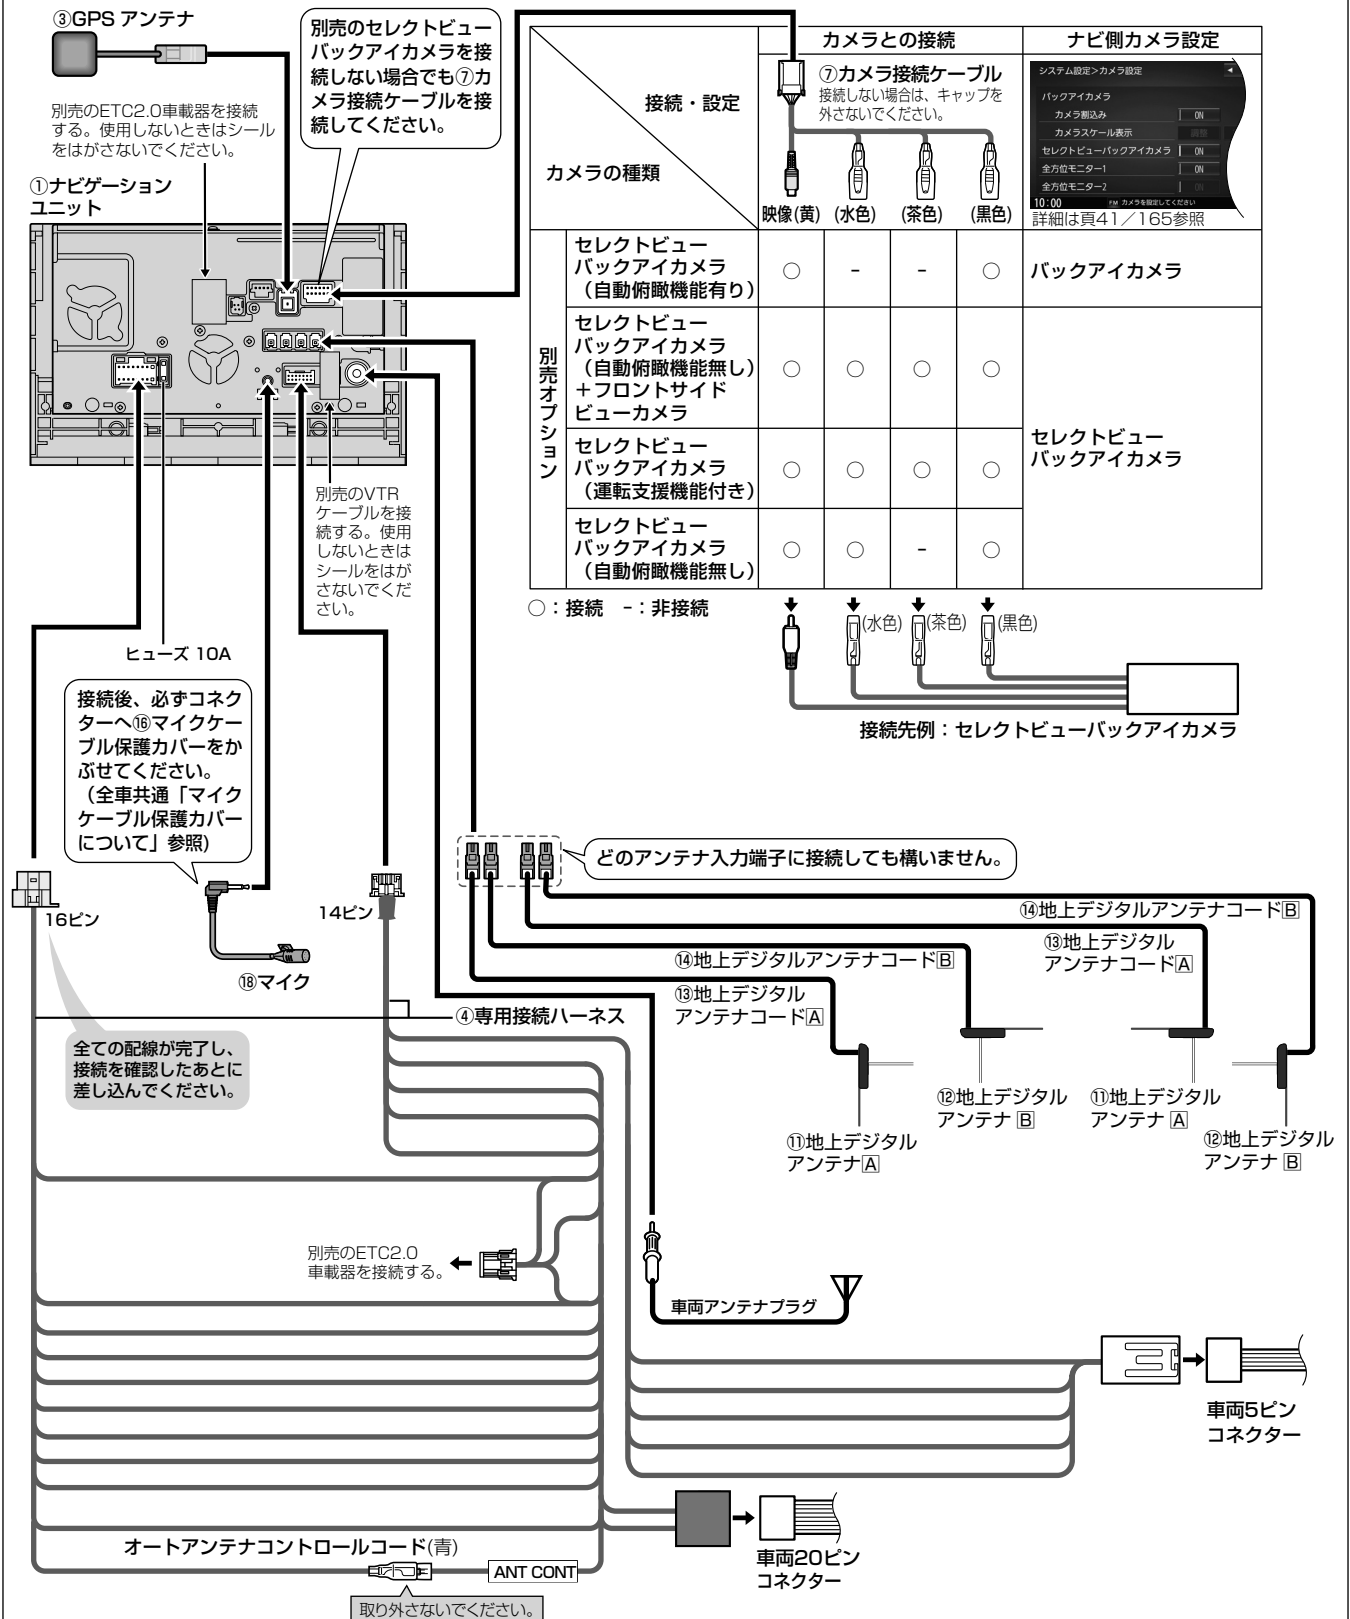 ③GPS アンテナ
別売のETC2.0車載器を接続
する。使用しないときはシール
をはがさないでください。
①ナビゲーション
ユニット
別売のセレクトビュー
バックアイカメラを接
続しない場合でも⑦カ
メラ接続ケーブルを接
続してください。
接続・設定
カメラの種類
カメラとの接続
ナビ側カメラ設定
⑦カメラ接続ケーブル
接続しない場合は、キャップを
外さないでください。
映像(黄) (水色) (茶色) (黒色)
システム設定>カメラ設定
バックアイカメラ
カメラ割込み ON
カメラスケール表示 調整
セレクトビューバックアイカメラ ON
全方位モニター1 ON
全方位モニター2 ON
10:00 FM カメラを設定してください
詳細は頁41/165参照
別売オプション
セレクトビュー
バックアイカメラ
(自動俯瞰機能有り)
○ - - ○
バックアイカメラ
セレクトビュー
バックアイカメラ
(自動俯瞰機能無し)
+フロントサイド
ビューカメラ
○ ○ ○ ○
セレクトビュー
バックアイカメラ
(運転支援機能付き)
○ ○ ○ ○
セレクトビュー
バックアイカメラ
(自動俯瞰機能無し)
○ ○ - ○
セレクトビュー
バックアイカメラ
○:接続 -:非接続
(水色) (茶色) (黒色)
接続先例:セレクトビューバックアイカメラ
別売のVTR
ケーブルを接
続する。使用
しないときは
シールをはが
さないでくだ
さい。
ヒューズ 10A
接続後、必ずコネク
ターへ⑯マイクケー
ブル保護カバーをか
ぶせてください。
(全車共通「マイク
ケーブル保護カバー
について」参照)
16ピン
⑱マイク
14ピン
どのアンテナ入力端子に接続しても構いません。
⑭地上デジタルアンテナコードB
⑬地上デジタル
アンテナコードA
⑭地上デジタルアンテナコードB
⑬地上デジタル
アンテナコードA
④専用接続ハーネス
全ての配線が完了し、
接続を確認したあとに
差し込んでください。
⑪地上デジタル
アンテナA
⑫地上デジタル
アンテナ B
⑪地上デジタル
アンテナ A
⑫地上デジタル
アンテナ B
別売のETC2.0
車載器を接続する。
車両アンテナプラグ
車両5ピン
コネクター
車両20ピン
コネクター
オートアンテナコントロールコード(青)
ANT CONT
取り外さないでください。